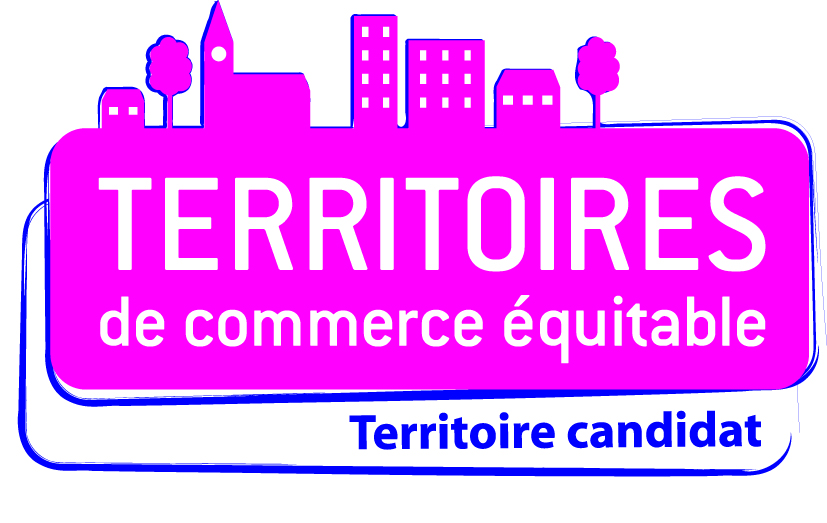 TERRITOIRES
de commerce équitable
Territoire candidat